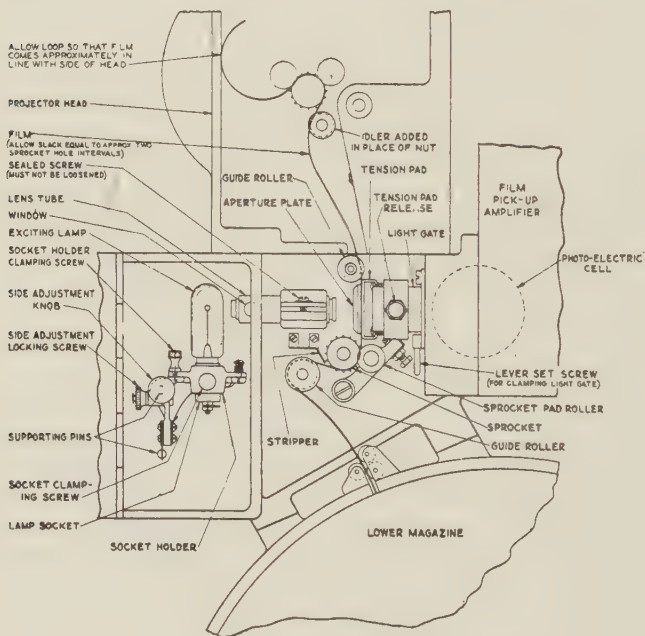 ALLOW LOOP SO THAT FILM
COMES APPROXIMATELY IN
LINE WITH SIDE OF HEAD
PROJECTOR HEAD
FILM
(ALLOW SLACK EQUAL TO APPROX TWO
SPROCKET HOLE INTERVALS)
SEALED SCREW
(MUST NOT BE LOOSENED)
LENS TUBE
WINDOW
EXCITING LAMP
SOCKET HOLDER
CLAMPING SCREW
SIDE ADJUSTMENT
KNOB
SIDE ADJUSTMENT
LOCKING SCREW
SUPPORTING PINS
SOCKET CLAMP-
ING SCREW
LAMP SOCKET
SOCKET HOLDER
GUIDE ROLLER
APERTURE PLATE
IDLER ADDED
IN PLACE OF NUT
TENSION PAD
TENSION PAD
RELEASE
LIGHT GATE
FILM
PICK-UP
AMPLIFIER
PHOTO-ELECTRIC
CELL
LEVER SET SCREW
(FOR CLAMPING LIGHT GATE)
SPROCKET PAD ROLLER
SPROCKET
GUIDE ROLLER
STRIPPER
LOWER MAGAZINE